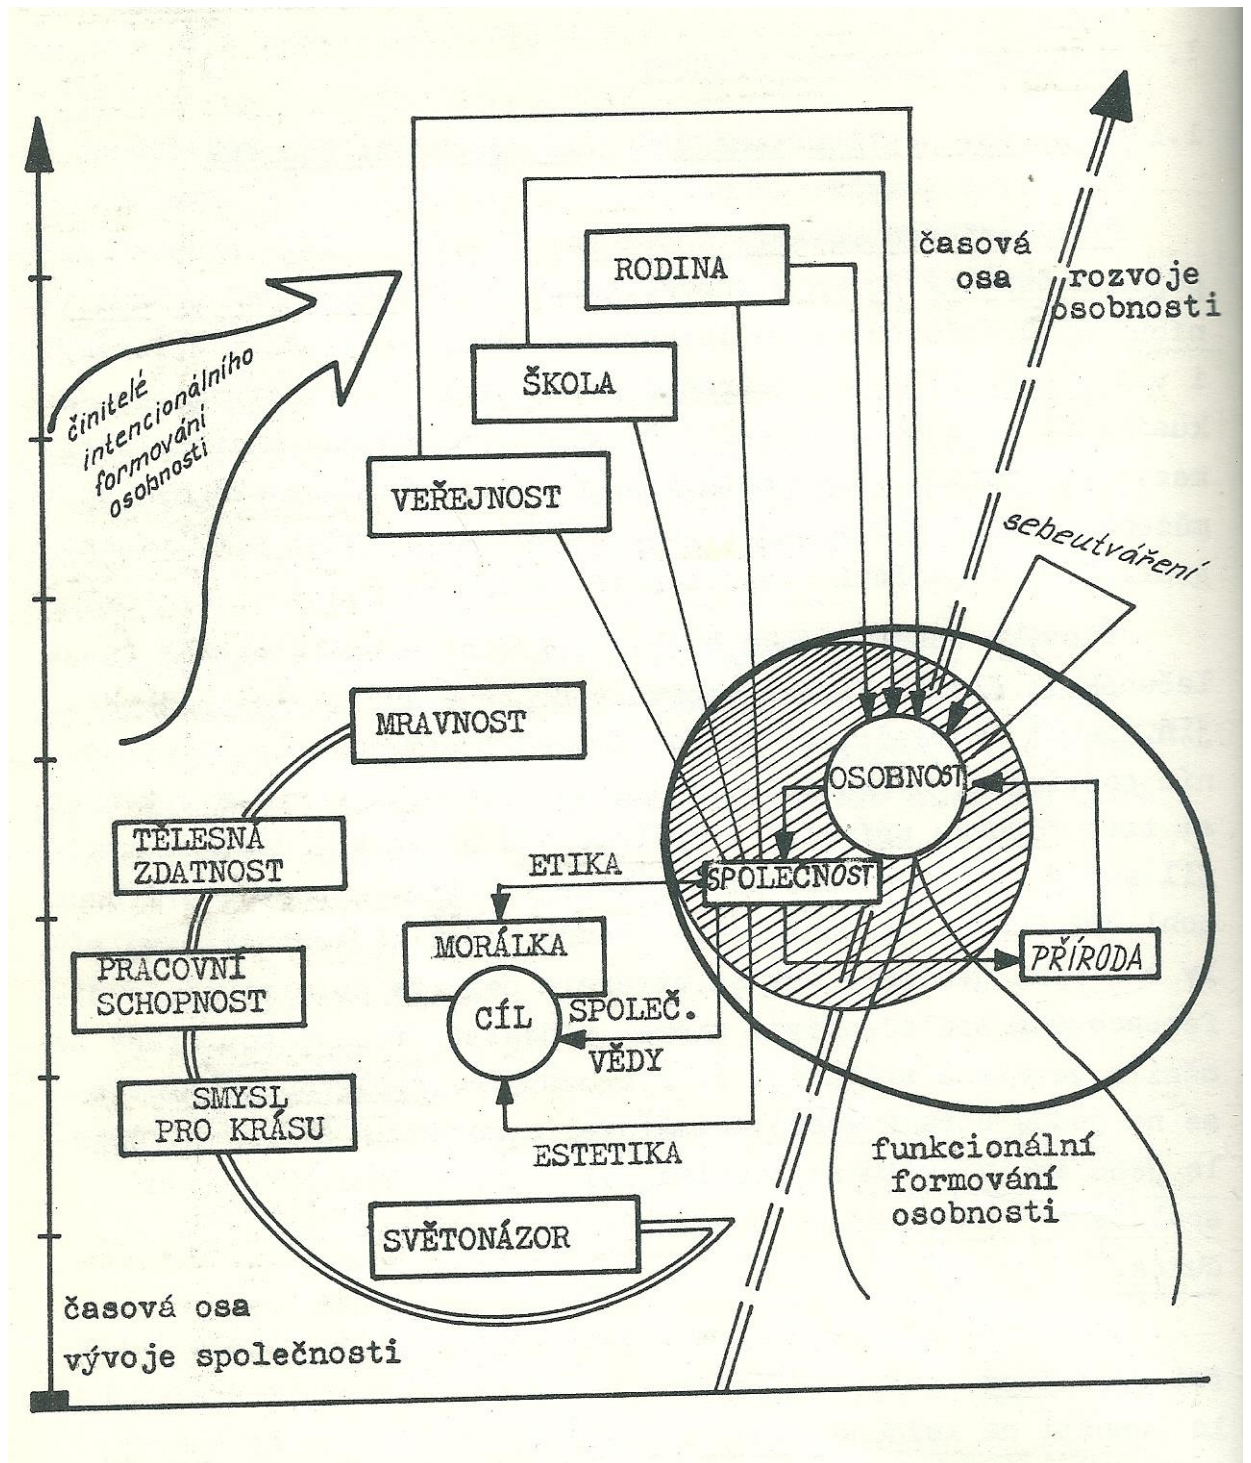 časová
osa
rozvoje
osobnosti
RODINA
ŠKOLA
VEŘEJNOST
činitelé
intencionálního
formování
osobnosti
sebeutváření
MRAVNOST
OSOBNOST
TĚLESNÁ
ZDATNOST
ETIKA
SPOLEČNOST
MORÁLKA
PŘÍRODA
PRACOVNÍ
SCHOPNOST
CÍL
SPOLEČ.
VĚDY
SMYSL
PRO KRÁSU
ESTETIKA
funkcionální
formování
osobnosti
SVĚTONÁZOR
časová osa
vývoje společnosti